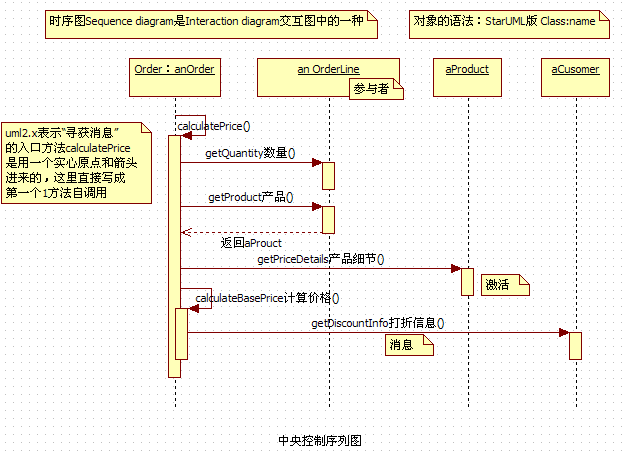 时序图Sequence diagram是Interaction diagram交互图中的一种
对象的语法：StarUML版 Class:name
Order：anOrder
an OrderLine
aProduct
aCusomer
参与者
calculatePrice()
uml2.x表示“寻获消息”
的入口方法calculatePrice
是用一个实心原点和箭头
进来的，这里直接写成
第一个1方法自调用
getQuantity数量()
getProduct产品()
返回aProuct
getPriceDetails产品细节()
激活
calculateBasePrice计算价格()
getDiscountInfo打折信息()
消息
中央控制序列图